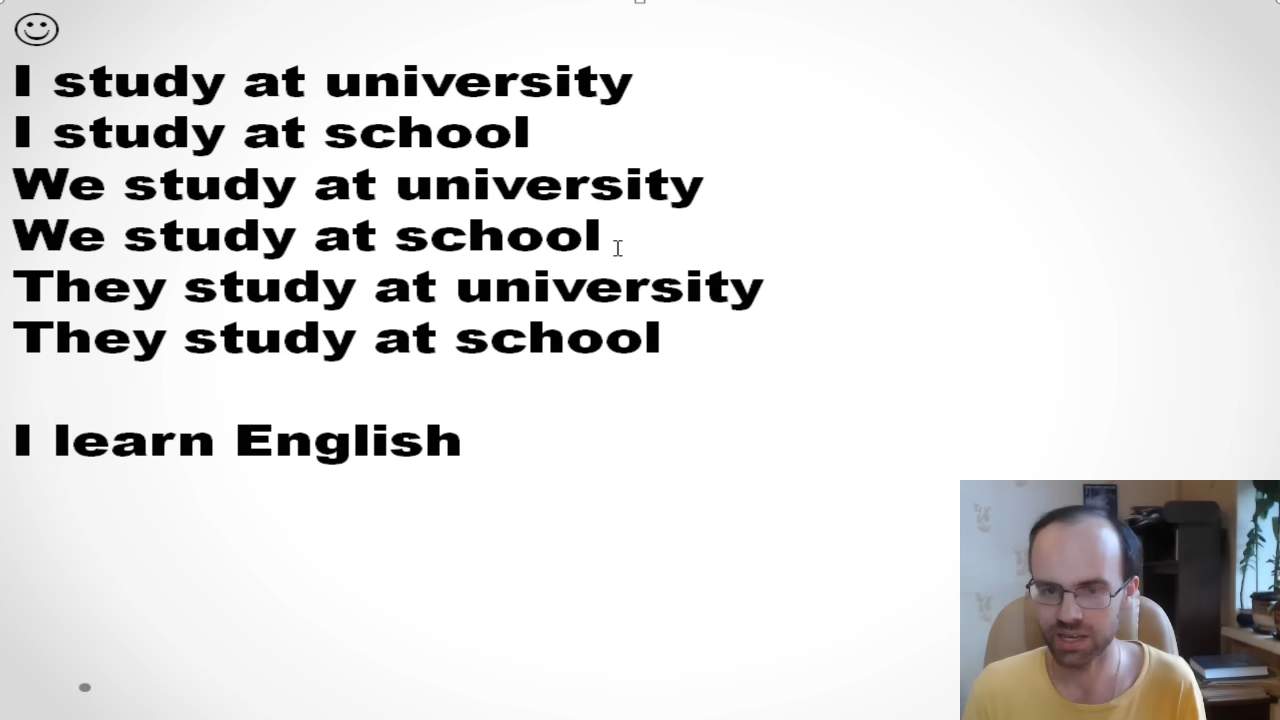 I study at university
I study at school
We study at university
We study at school
They study at university
They study at school
I learn English